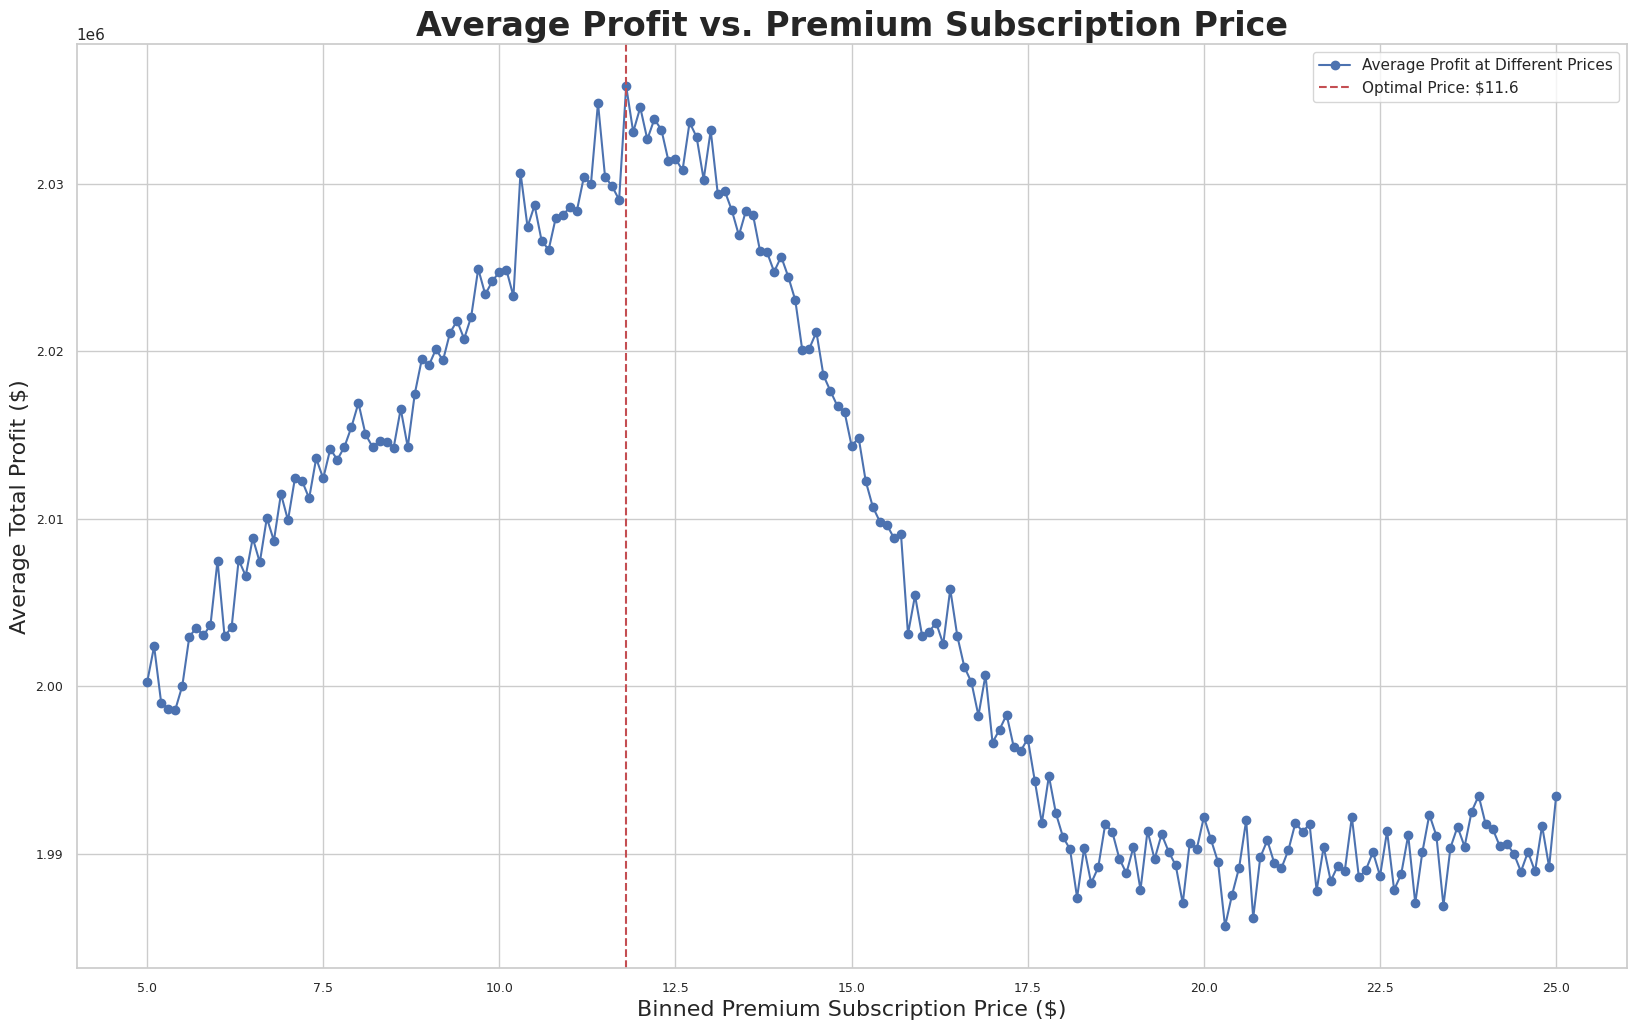 Average Profit vs. Premium Subscription Price
1e6
Average Profit at Different Prices
Optimal Price: $11.6
2.03
2.02
2.01
2.00
1.99
Average Total Profit ($)
5.0 7.5 10.0 12.5 15.0 17.5 20.0 22.5 25.0
Binned Premium Subscription Price ($)